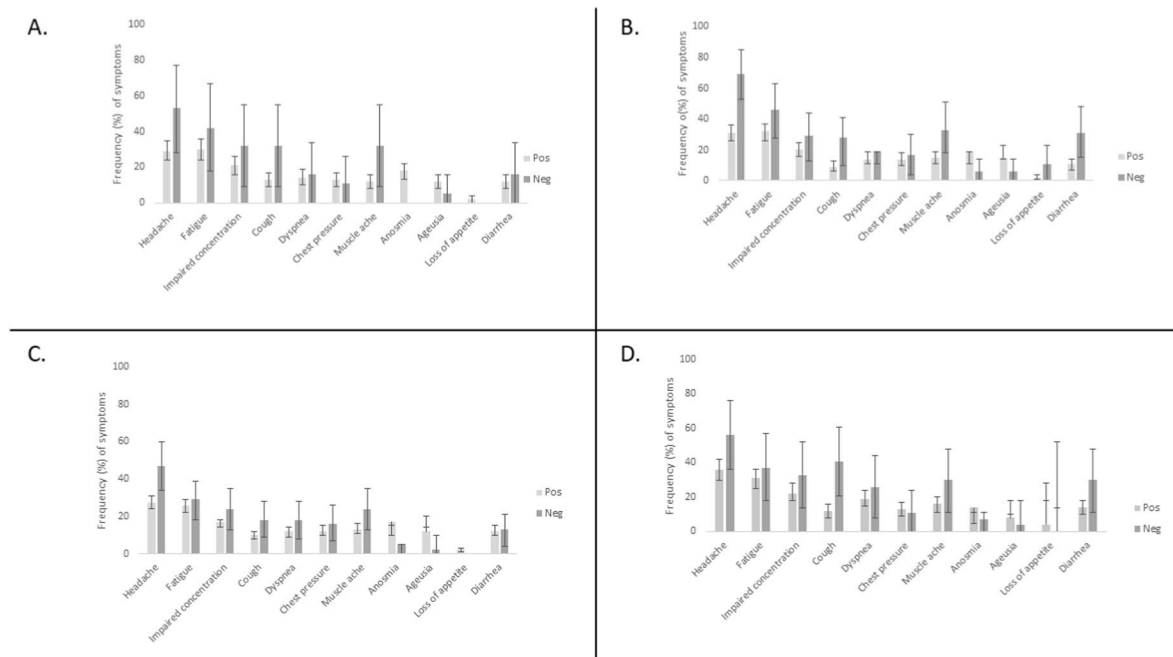 A.
Frequency (%) of symptoms
100
80
60
40
20
0
Headache
Fatigue
Impaired concentration
Cough
Dyspnea
Chest pressure
Muscle ache
Anosmia
Ageusia
Loss of appetite
Diarrhea
Pos
Neg
B.
Frequency o(%) of symptoms
100
80
60
40
20
0
Headache
Fatigue
Impaired concentration
Cough
Dyspnea
Chest pressure
Muscle ache
Anosmia
Ageusia
Loss of appetite
Diarrhea
Pos
Neg
C.
Frequency (%) of symptoms
100
80
60
40
20
0
Headache
Fatigue
Impaired concentration
Cough
Dyspnea
Chest pressure
Muscle ache
Anosmia
Ageusia
Loss of appetite
Diarrhea
Pos
Neg
D.
Frequency (%) of symptoms
100
80
60
40
20
0
Headache
Fatigue
Impaired concentration
Cough
Dyspnea
Chest pressure
Muscle ache
Anosmia
Ageusia
Loss of appetite
Diarrhea
Pos
Neg